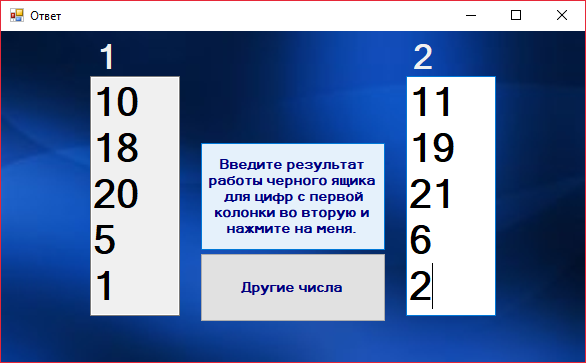 Ответ
1
2
10
18
20
5
1
11
19
21
6
2
Введите результат
работы черного ящика
для цифр с первой
колонки во вторую и
нажмите на меня.
Другие числа